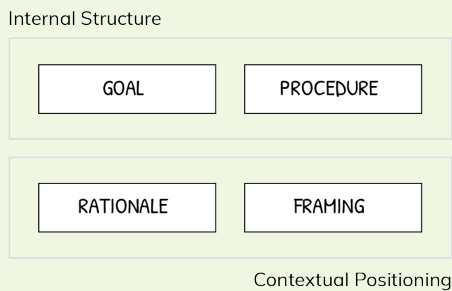 Internal Structure
GOAL
PROCEDURE
RATIONALE
FRAMING
Contextual Positioning